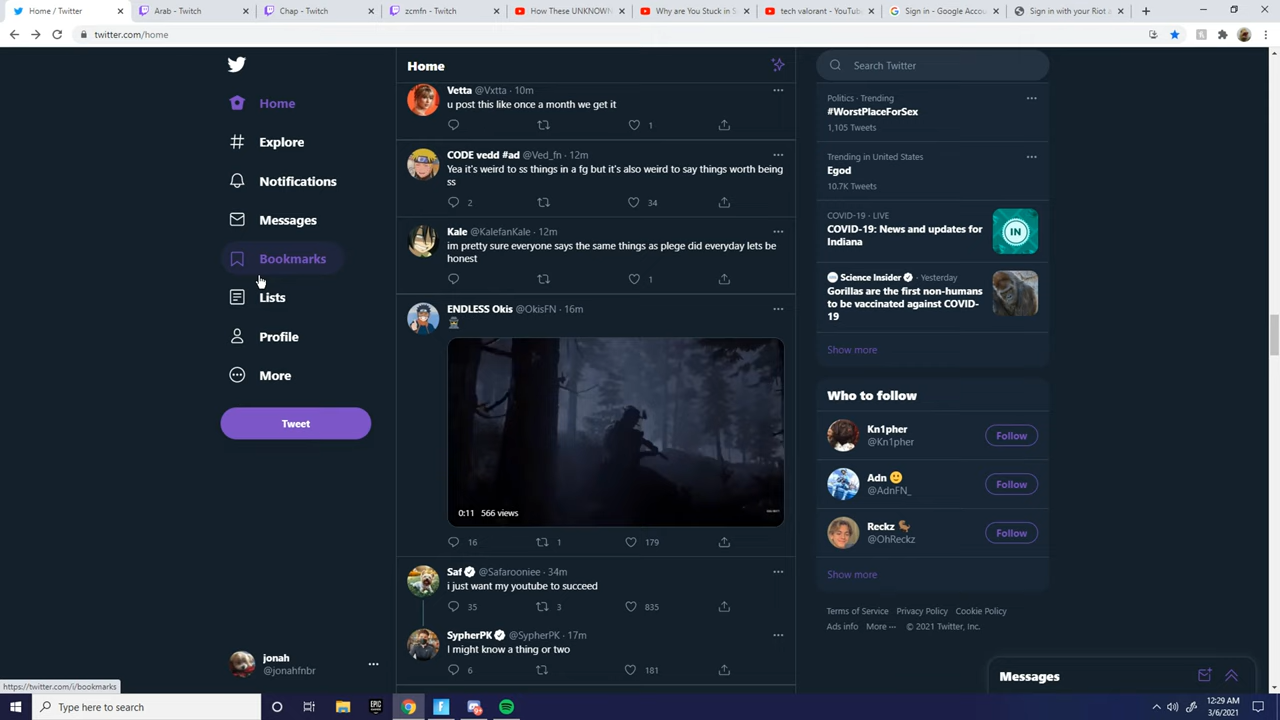 Home / Twitter
Arab - Twitch
Chap - Twitch
zcmfn - Twitch
How These UNKNOWN
Why are You Stuck in S
tech valorant - YouTube
Sign in - Google Accou
Sign in with your Riot a
twitter.com/home
Home
Explore
Notifications
Messages
Bookmarks
Lists
Profile
More
Tweet
jonah
@jonahfnbr
https://twitter.com/i/bookmarks
Home
Vetta @Vxtta · 10m
u post this like once a month we get it
1
CODE vedd #ad @Ved_fn · 12m
Yea it's weird to ss things in a fg but it's also weird to say things worth being
ss
2 34
Kale @KalefanKale · 12m
im pretty sure everyone says the same things as plege did everyday lets be
honest
1
ENDLESS Okis @OkisFN · 16m
0:11 566 views
16 1 179
Saf @Safarooniee · 34m
i just want my youtube to succeed
35 3 835
SypherPK @SypherPK · 17m
I might know a thing or two
6 181
Search Twitter
Politics · Trending
#WorstPlaceForSex
1,105 Tweets
Trending in United States
Egod
10.7K Tweets
COVID-19 · LIVE
COVID-19: News and updates for
Indiana
IN
Science Insider · Yesterday
Gorillas are the first non-humans
to be vaccinated against COVID-
19
Show more
Who to follow
Kn1pher
@Kn1pher
Follow
Adn
@AdnFN_
Follow
Reckz
@OhReckz
Follow
Show more
Terms of Service Privacy Policy Cookie Policy
Ads info More ··· © 2021 Twitter, Inc.
Messages
Type here to search
EPIC
12:29 AM
3/6/2021